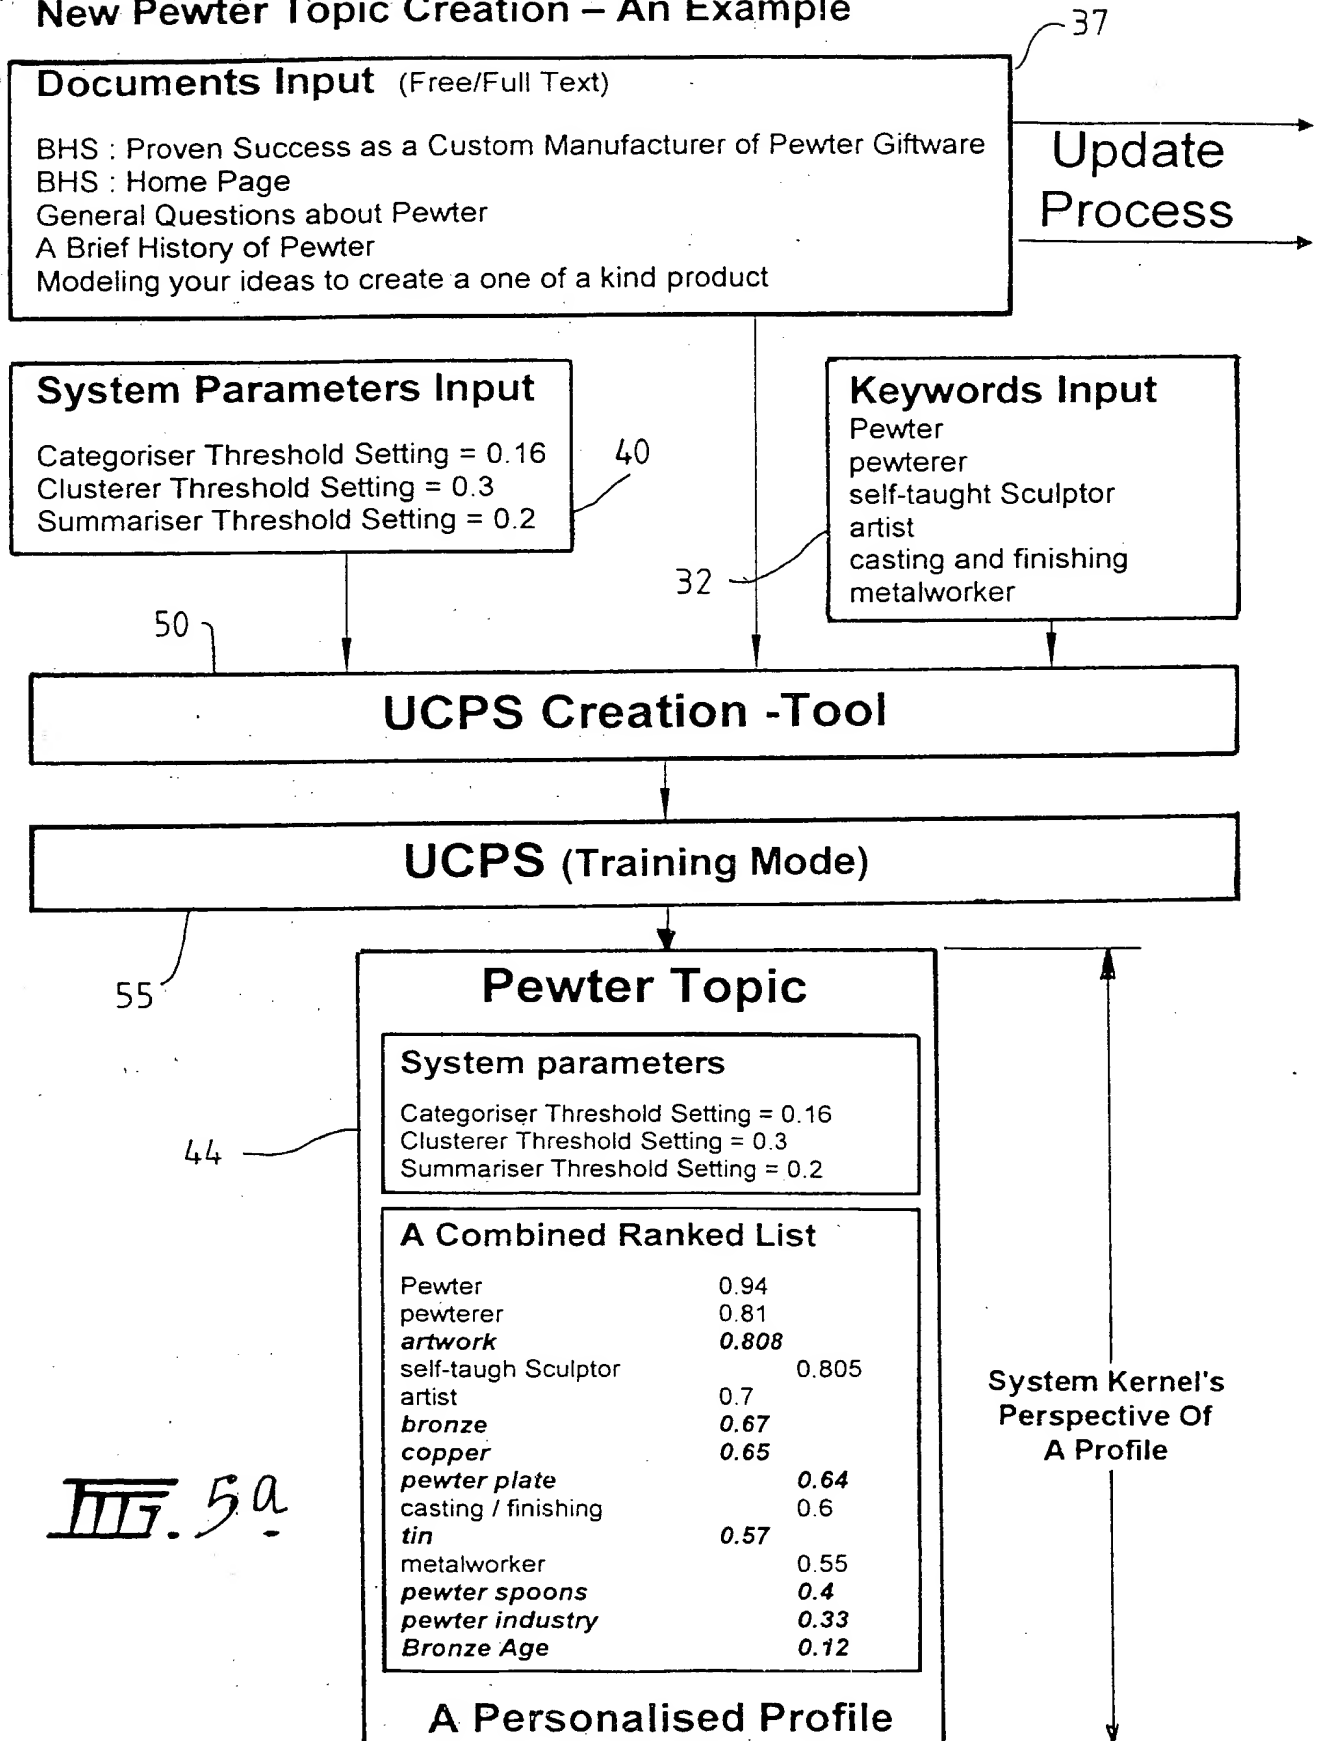 New Pewter Topic Creation – An Example
37
Documents Input (Free/Full Text)
BHS : Proven Success as a Custom Manufacturer of Pewter Giftware
BHS : Home Page
General Questions about Pewter
A Brief History of Pewter
Modeling your ideas to create a one of a kind product
Update
Process
System Parameters Input
Categoriser Threshold Setting = 0.16
Clusterer Threshold Setting = 0.3
Summariser Threshold Setting = 0.2
40
Keywords Input
Pewter
pewterer
self-taught Sculptor
artist
casting and finishing
metalworker
32
50
UCPS Creation -Tool
UCPS (Training Mode)
55
Pewter Topic
System parameters
Categoriser Threshold Setting = 0.16
Clusterer Threshold Setting = 0.3
Summariser Threshold Setting = 0.2
44
A Combined Ranked List
Pewter 0.94
pewterer 0.81
artwork 0.808
self-taugh Sculptor 0.805
artist 0.7
bronze 0.67
copper 0.65
pewter plate 0.64
casting / finishing 0.6
tin 0.57
metalworker 0.55
pewter spoons 0.4
pewter industry 0.33
Bronze Age 0.12
A Personalised Profile
System Kernel's
Perspective Of
A Profile
FIG. 5a